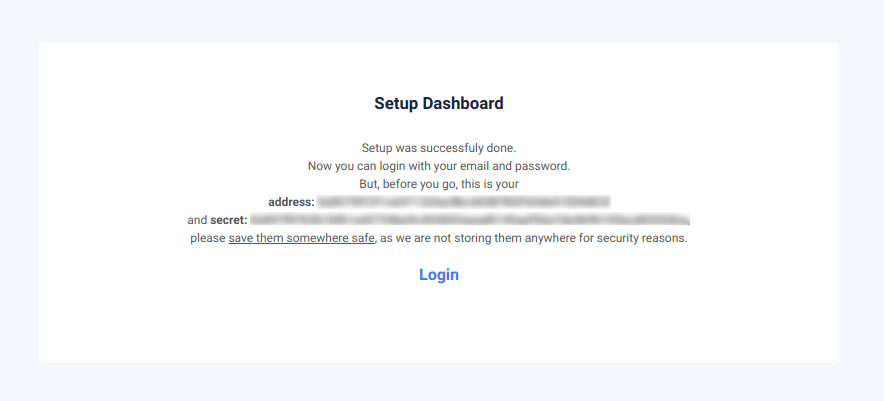 Setup Dashboard
Setup was successfuly done.
Now you can login with your email and password.
But, before you go, this is your
address:
and secret:
please save them somewhere safe, as we are not storing them anywhere for security reasons.
Login